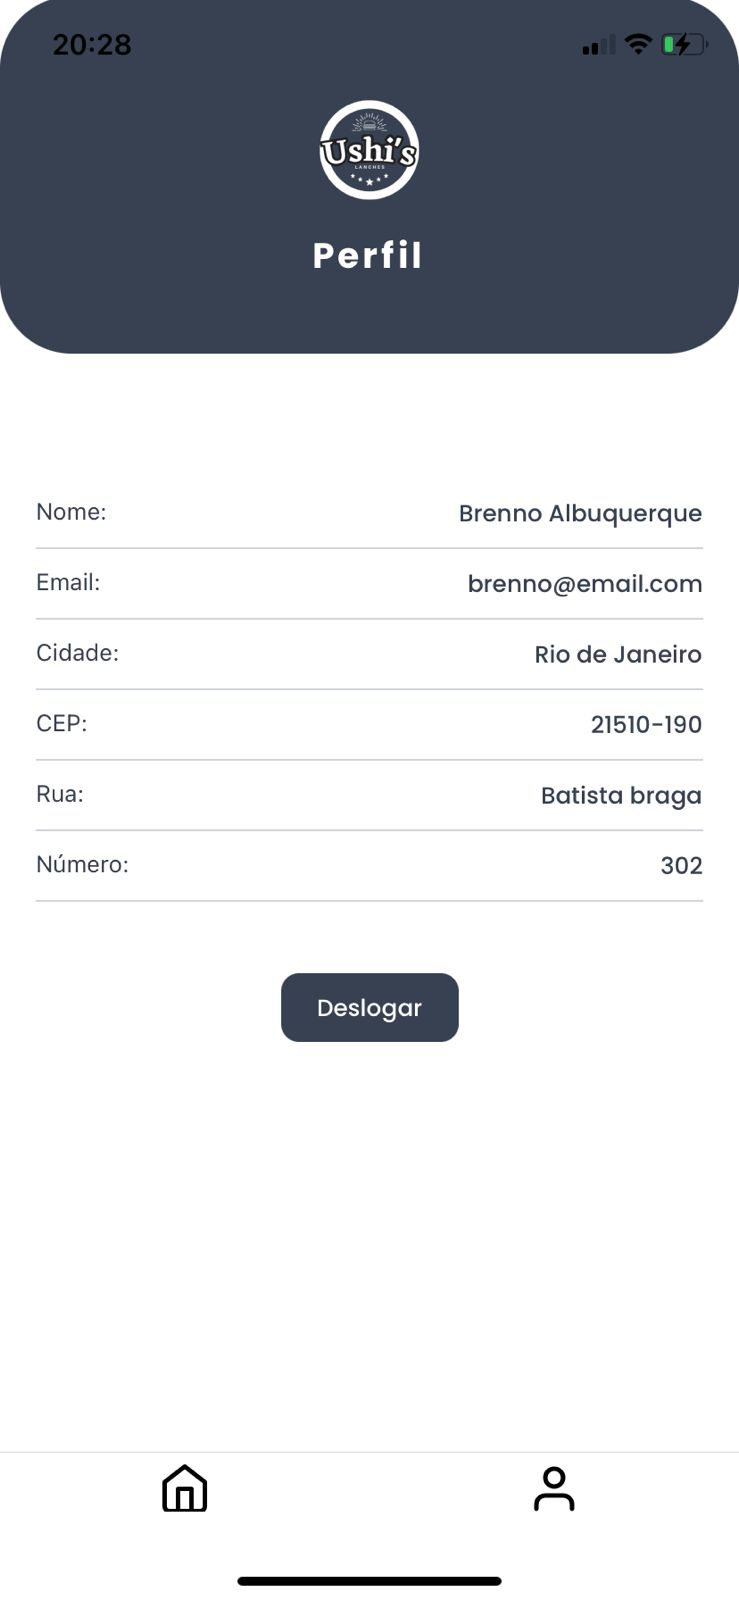 20:28
Ushi's
LANCHES
Perfil
Nome: Brenno Albuquerque
Email: brenno@email.com
Cidade: Rio de Janeiro
CEP: 21510-190
Rua: Batista braga
Número: 302
Deslogar